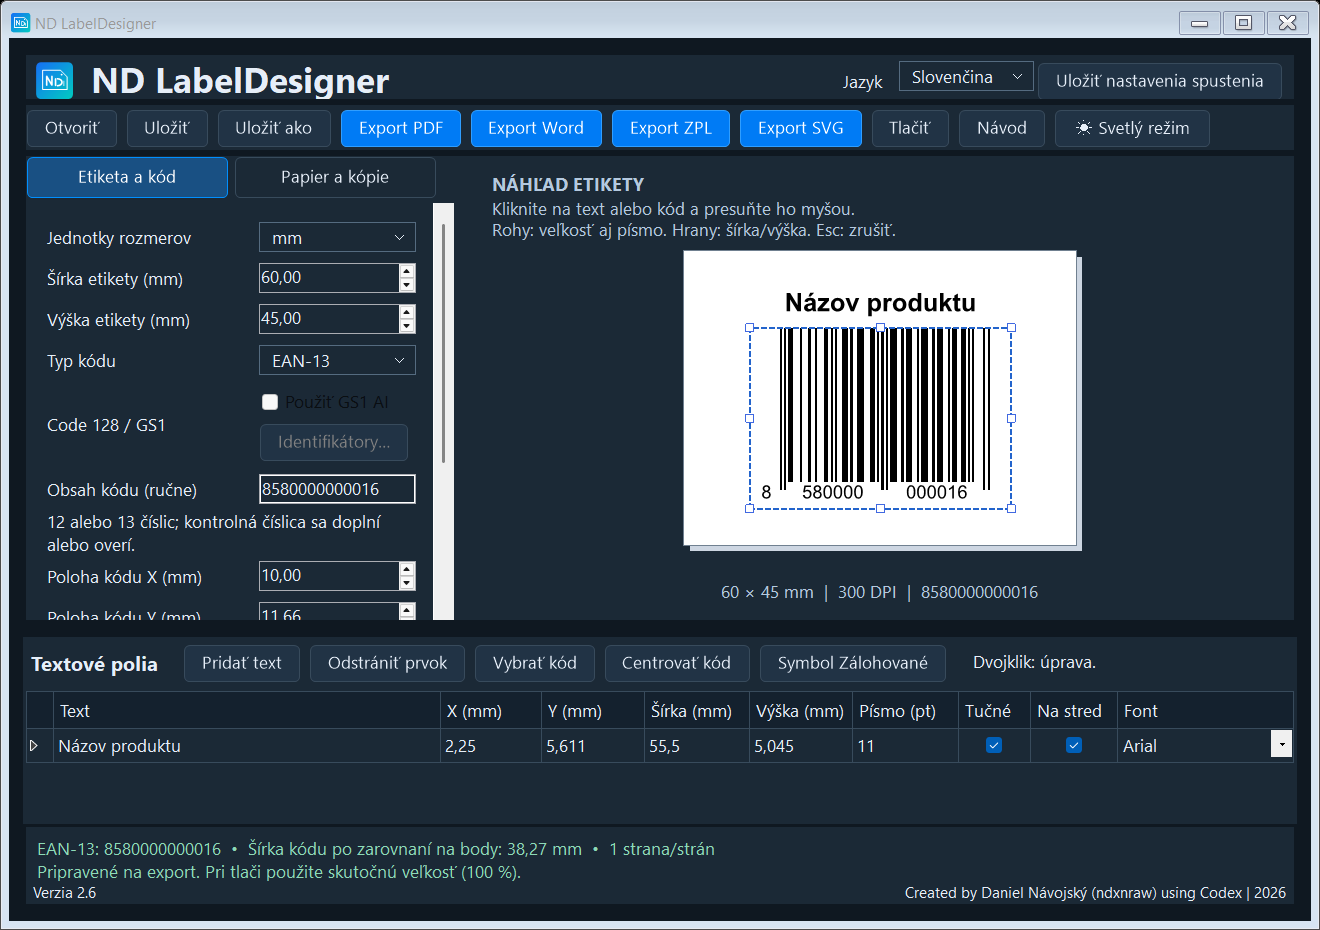 ND LabelDesigner
ND LabelDesigner
Jazyk
Slovenčina
Uložiť nastavenia spustenia
Otvoriť
Uložiť
Uložiť ako
Export PDF
Export Word
Export ZPL
Export SVG
Tlačiť
Návod
Svetlý režim
Etiketa a kód
Papier a kópie
Jednotky rozmerov
mm
Šírka etikety (mm)
60,00
Výška etikety (mm)
45,00
Typ kódu
EAN-13
Použiť GS1 AI
Code 128 / GS1
Identifikátory...
Obsah kódu (ručne)
8580000000016
12 alebo 13 číslic; kontrolná číslica sa doplní
alebo overí.
Poloha kódu X (mm)
10,00
Poloha kódu Y (mm)
11,66
NÁHĽAD ETIKETY
Kliknite na text alebo kód a presuňte ho myšou.
Rohy: veľkosť aj písmo. Hrany: šírka/výška. Esc: zrušiť.
Názov produktu
8 580000 000016
60 × 45 mm | 300 DPI | 8580000000016
Textové polia
Pridať text
Odstrániť prvok
Vybrať kód
Centrovať kód
Symbol Zálohované
Dvojklik: úprava.
Text X (mm) Y (mm) Šírka (mm) Výška (mm) Písmo (pt) Tučné Na stred Font
Názov produktu 2,25 5,611 55,5 5,045 11 Arial
EAN-13: 8580000000016 • Šírka kódu po zarovnaní na body: 38,27 mm • 1 strana/strán
Pripravené na export. Pri tlači použite skutočnú veľkosť (100 %).
Verzia 2.6
Created by Daniel Návojský (ndxnraw) using Codex | 2026